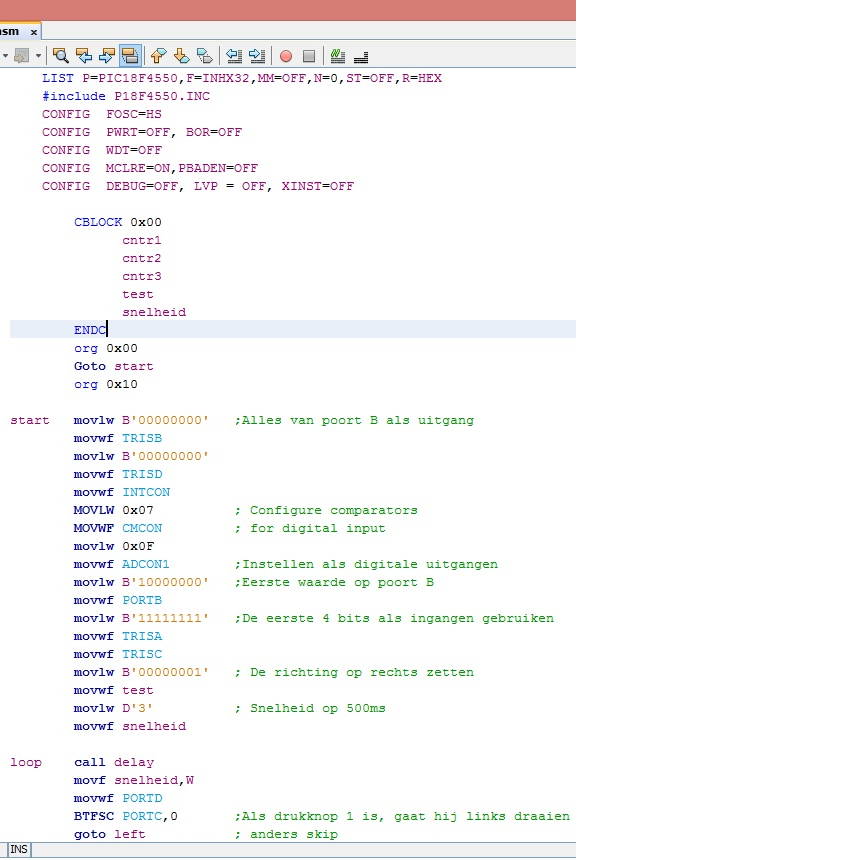 asm x
LIST P=PIC18F4550,F=INHX32,MM=OFF,N=0,ST=OFF,R=HEX
#include P18F4550.INC
CONFIG FOSC=HS
CONFIG PWRT=OFF, BOR=OFF
CONFIG WDT=OFF
CONFIG MCLRE=ON,PBADEN=OFF
CONFIG DEBUG=OFF, LVP = OFF, XINST=OFF
CBLOCK 0x00
cntr1
cntr2
cntr3
test
snelheid
ENDC
org 0x00
Goto start
org 0x10
start movlw B'00000000' ;Alles van poort B als uitgang
movwf TRISB
movlw B'00000000'
movwf TRISD
movwf INTCON
MOVLW 0x07 ; Configure comparators
MOVWF CMCON ; for digital input
movlw 0x0F
movwf ADCON1 ;Instellen als digitale uitgangen
movlw B'10000000' ;Eerste waarde op poort B
movwf PORTB
movlw B'11111111' ;De eerste 4 bits als ingangen gebruiken
movwf TRISA
movwf TRISC
movlw B'00000001' ; De richting op rechts zetten
movwf test
movlw D'3' ; Snelheid op 500ms
movwf snelheid
loop call delay
movf snelheid,W
movwf PORTD
BTFSC PORTC,0 ;Als drukknop 1 is, gaat hij links draaien
goto left ; anders skip
INS